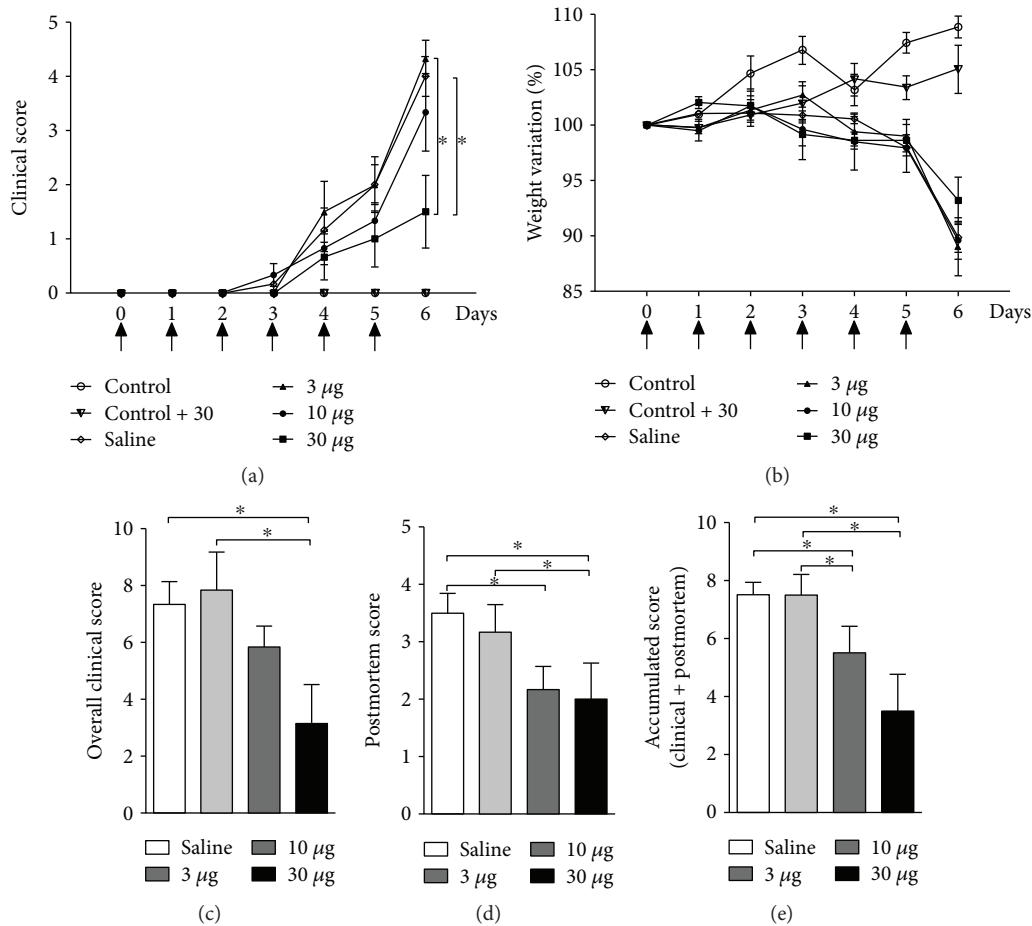 Clinical score
5
4
3
2
1
0
* *
0 1 2 3 4 5 6 Days
Control
Control + 30
Saline
3 μg
10 μg
30 μg
(a)
Weight variation (%)
110
105
100
95
90
85
0 1 2 3 4 5 6 Days
Control
Control + 30
Saline
3 μg
10 μg
30 μg
(b)
Overall clinical score
10
8
6
4
2
0
*
*
Saline
3 μg
10 μg
30 μg
(c)
Postmortem score
5
4
3
2
1
0
*
*
*
Saline
3 μg
10 μg
30 μg
(d)
Accumulated score
(clinical + postmortem)
10
8
6
4
2
0
*
*
*
*
Saline
3 μg
10 μg
30 μg
(e)